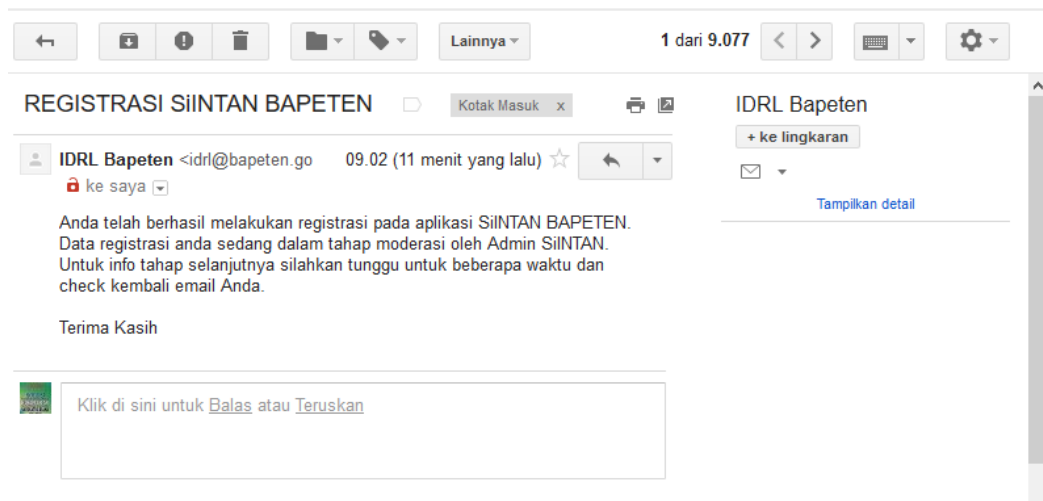 Lainnya
1 dari 9.077
REGISTRASI SiINTAN BAPETEN
Kotak Masuk x
IDRL Bapeten <idrl@bapeten.go
09.02 (11 menit yang lalu)
ke saya
Anda telah berhasil melakukan registrasi pada aplikasi SiINTAN BAPETEN.
Data registrasi anda sedang dalam tahap moderasi oleh Admin SiINTAN.
Untuk info tahap selanjutnya silahkan tunggu untuk beberapa waktu dan
check kembali email Anda.
Terima Kasih
Klik di sini untuk Balas atau Teruskan
IDRL Bapeten
+ ke lingkaran
Tampilkan detail